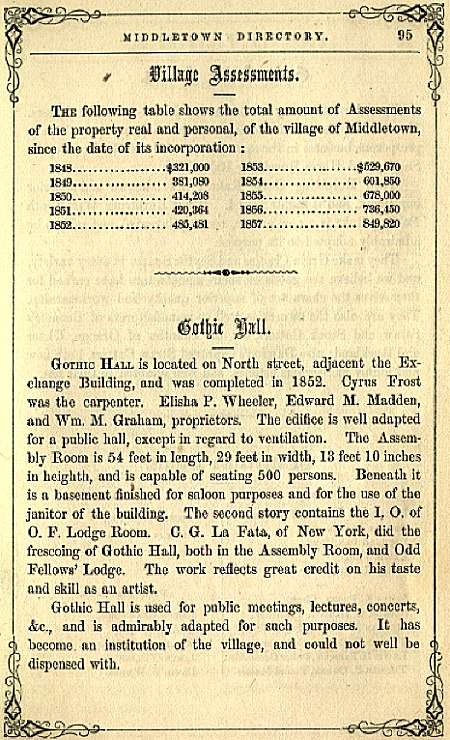 MIDDLETOWN DIRECTORY. 95
Village Assessments.
THE following table shows the total amount of Assessments
of the property real and personal, of the village of Middletown,
since the date of its incorporation :
1848....................$321,000 1853....................$529,670
1849.................... 381,080 1854.................... 601,850
1850.................... 414,208 1855.................... 678,000
1851.................... 420,364 1856.................... 736,450
1852.................... 485,481 1857.................... 849,820
Gothic Hall.
GOTHIC HALL is located on North street, adjacent the Ex-
change Building, and was completed in 1852. Cyrus Frost
was the carpenter. Elisha P. Wheeler, Edward M. Madden,
and Wm. M. Graham, proprietors. The edifice is well adapted
for a public hall, except in regard to ventilation. The Assem-
bly Room is 54 feet in length, 29 feet in width, 13 feet 10 inches
in heighth, and is capable of seating 500 persons. Beneath it
is a basement finished for saloon purposes and for the use of the
janitor of the building. The second story contains the I. O. of
O. F. Lodge Room. C. G. La Fata, of New York, did the
frescoing of Gothic Hall, both in the Assembly Room, and Odd
Fellows' Lodge. The work reflects great credit on his taste
and skill as an artist.
Gothic Hall is used for public meetings, lectures, concerts,
&c., and is admirably adapted for such purposes. It has
become an institution of the village, and could not well be
dispensed with.